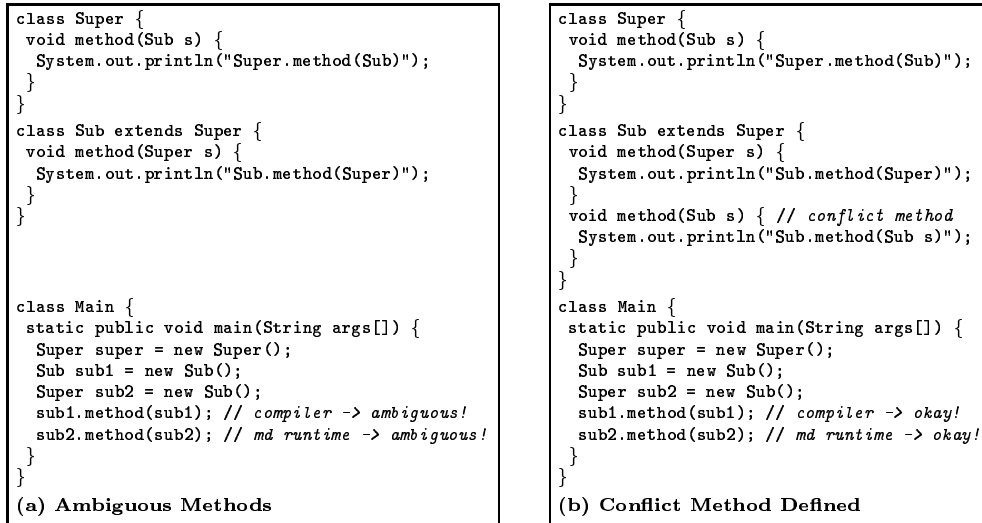 class Super {
void method(Sub s) {
System.out.println("Super.method(Sub)");
}
}
class Sub extends Super {
void method(Super s) {
System.out.println("Sub.method(Super)");
}
}
class Main {
static public void main(String args[]) {
Super super = new Super();
Sub sub1 = new Sub();
Super sub2 = new Sub();
sub1.method(sub1); // compiler -> ambiguous!
sub2.method(sub2); // md runtime -> ambiguous!
}
}
(a) Ambiguous Methods
class Super {
void method(Sub s) {
System.out.println("Super.method(Sub)");
}
}
class Sub extends Super {
void method(Super s) {
System.out.println("Sub.method(Super)");
}
void method(Sub s) { // conflict method
System.out.println("Sub.method(Sub s)");
}
}
class Main {
static public void main(String args[]) {
Super super = new Super();
Sub sub1 = new Sub();
Super sub2 = new Sub();
sub1.method(sub1); // compiler -> okay!
sub2.method(sub2); // md runtime -> okay!
}
}
(b) Conflict Method Defined